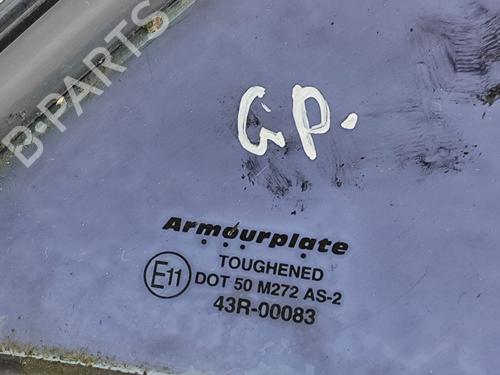 B-PARTS
GP.
Armourplate
TOUGHENED
E11
DOT 50 M272 AS-2
43R-00083